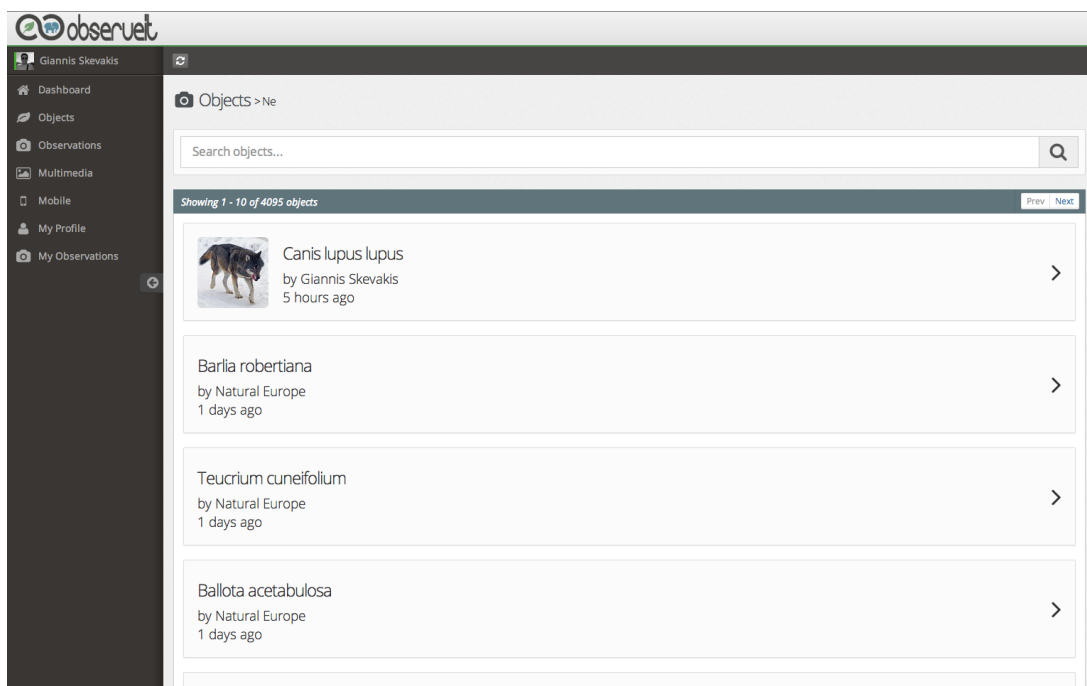 observeit
Giannis Skevakis
Dashboard
Objects
Observations
Multimedia
Mobile
My Profile
My Observations
Objects > Ne
Search objects...
Showing 1 - 10 of 4095 objects
Prev Next
Canis lupus lupus
by Giannis Skevakis
5 hours ago
Barlia robertiana
by Natural Europe
1 days ago
Teucrium cuneifolium
by Natural Europe
1 days ago
Ballota acetabulosa
by Natural Europe
1 days ago